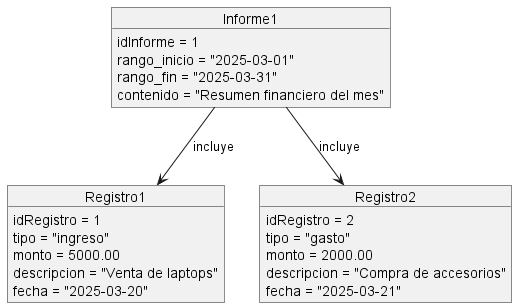 Informe1
idInforme = 1
rango_inicio = "2025-03-01"
rango_fin = "2025-03-31"
contenido = "Resumen financiero del mes"
incluye
incluye
Registro1
idRegistro = 1
tipo = "ingreso"
monto = 5000.00
descripcion = "Venta de laptops"
fecha = "2025-03-20"
Registro2
idRegistro = 2
tipo = "gasto"
monto = 2000.00
descripcion = "Compra de accesorios"
fecha = "2025-03-21"